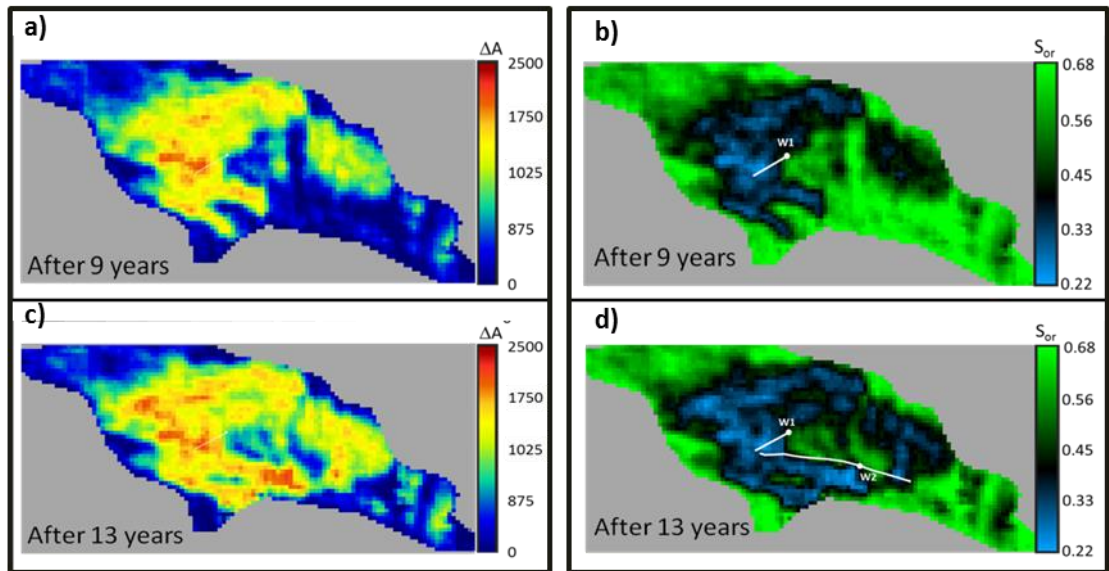 a)
ΔA
2500
1750
1025
875
0
After 9 years
b)
Sor
0.68
0.56
0.45
0.33
0.22
W1
After 9 years
c)
ΔA
2500
1750
1025
875
0
After 13 years
d)
Sor
0.68
0.56
0.45
0.33
0.22
W1
W2
After 13 years